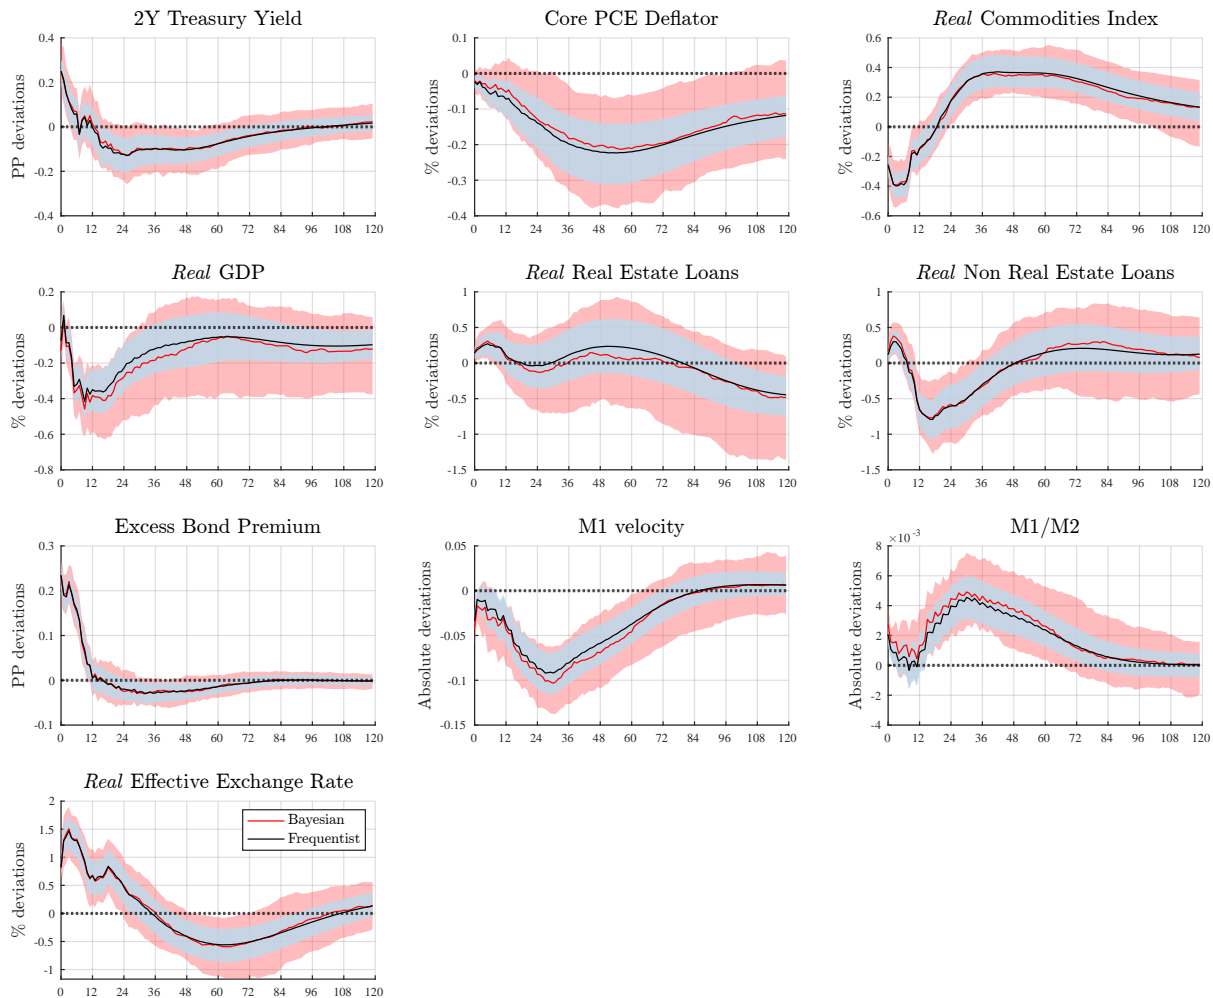 2Y Treasury Yield
PP deviations
0.4
0.2
0
-0.2
-0.4
0 12 24 36 48 60 72 84 96 108 120
Core PCE Deflator
% deviations
0.1
0
-0.1
-0.2
-0.3
-0.4
0 12 24 36 48 60 72 84 96 108 120
Real Commodities Index
% deviations
0.6
0.4
0.2
0
-0.2
-0.4
-0.6
0 12 24 36 48 60 72 84 96 108 120
Real GDP
% deviations
0.2
0
-0.2
-0.4
-0.6
-0.8
0 12 24 36 48 60 72 84 96 108 120
Real Real Estate Loans
% deviations
1
0.5
0
-0.5
-1
-1.5
0 12 24 36 48 60 72 84 96 108 120
Real Non Real Estate Loans
% deviations
1
0.5
0
-0.5
-1
-1.5
0 12 24 36 48 60 72 84 96 108 120
Excess Bond Premium
PP deviations
0.3
0.2
0.1
0
-0.1
0 12 24 36 48 60 72 84 96 108 120
M1 velocity
Absolute deviations
0.05
0
-0.05
-0.1
-0.15
0 12 24 36 48 60 72 84 96 108 120
M1/M2
×10⁻³
Absolute deviations
8
6
4
2
0
-2
-4
0 12 24 36 48 60 72 84 96 108 120
Real Effective Exchange Rate
% deviations
2
1.5
1
0.5
0
-0.5
-1
0 12 24 36 48 60 72 84 96 108 120
Bayesian
Frequentist